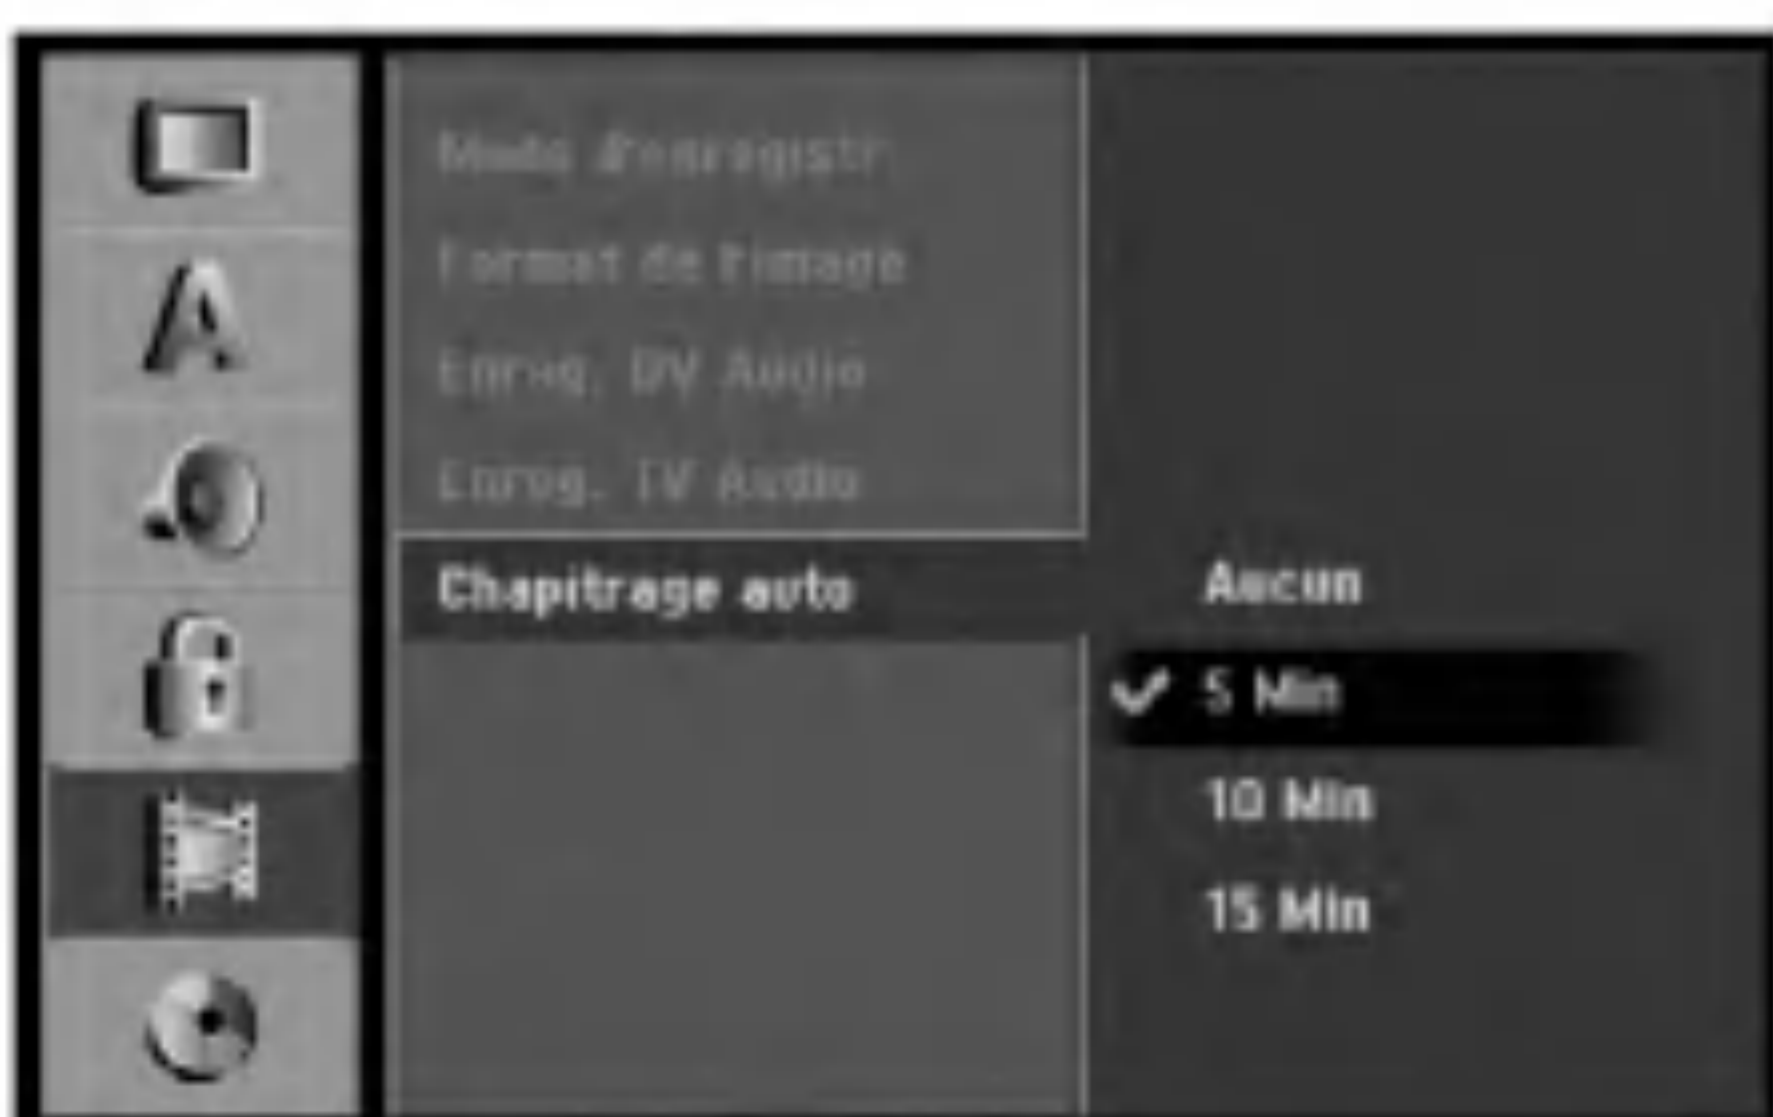 Mode d'enregistr
Format de l'image
Enreg. DV Audio
Enreg. TV Audio
Chapitrage auto
Aucun
5 Min
10 Min
15 Min